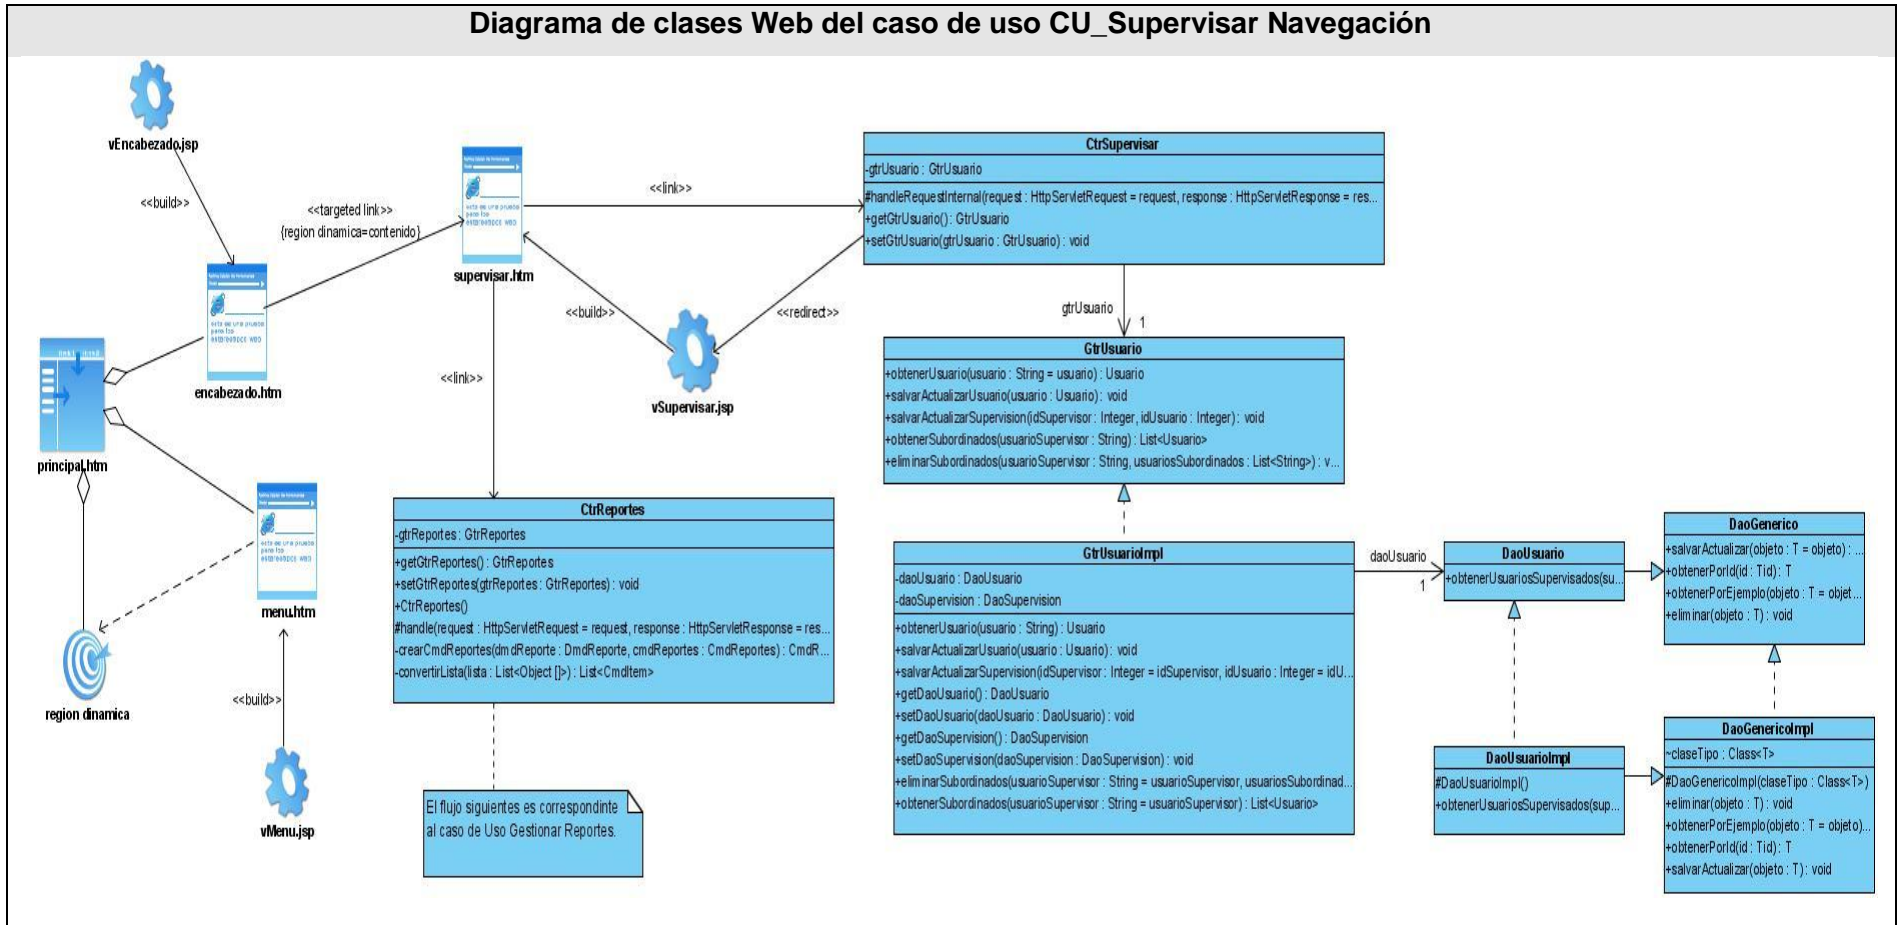 Diagrama de clases Web del caso de uso CU_Supervisar Navegación
vEncabezado.jsp
<<build>>
<<targeted link>>
{region dinamica=contenido}
encabezado.htm
principal.htm
menu.htm
region dinamica
<<build>>
vMenu.jsp
supervisar.htm
<<link>>
<<link>>
<<build>>
<<redirect>>
vSupervisar.jsp
CtrSupervisar
-gtrUsuario : GtrUsuario
#handleRequestInternal(request : HttpServletRequest = request, response : HttpServletResponse = res...
+getGtrUsuario() : GtrUsuario
+setGtrUsuario(gtrUsuario : GtrUsuario) : void
gtrUsuario
1
GtrUsuario
+obtenerUsuario(usuario : String = usuario) : Usuario
+salvarActualizarUsuario(usuario : Usuario) : void
+salvarActualizarSupervision(idSupervisor : Integer, idUsuario : Integer) : void
+obtenerSubordinados(usuarioSupervisor : String) : List<Usuario>
+eliminarSubordinados(usuarioSupervisor : String, usuariosSubordinados : List<String>) : v...
CtrReportes
-gtrReportes : GtrReportes
+getGtrReportes() : GtrReportes
+setGtrReportes(gtrReportes : GtrReportes) : void
+CtrReportes()
#handle(request : HttpServletRequest = request, response : HttpServletResponse = res...
-crearCmdReportes(dmdReporte : DmdReporte, cmdReportes : CmdReportes) : CmdR...
-convertirLista(lista : List<Object []>) : List<CmdItem>
El flujo siguientes es correspondinte
al caso de Uso Gestionar Reportes.
GtrUsuarioImpl
-daoUsuario : DaoUsuario
-daoSupervision : DaoSupervision
+obtenerUsuario(usuario : String) : Usuario
+salvarActualizarUsuario(usuario : Usuario) : void
+salvarActualizarSupervision(idSupervisor : Integer = idSupervisor, idUsuario : Integer = idU...
+getDaoUsuario() : DaoUsuario
+setDaoUsuario(daoUsuario : DaoUsuario) : void
+getDaoSupervision() : DaoSupervision
+setDaoSupervision(daoSupervision : DaoSupervision) : void
+eliminarSubordinados(usuarioSupervisor : String = usuarioSupervisor, usuariosSubordinad...
+obtenerSubordinados(usuarioSupervisor : String = usuarioSupervisor) : List<Usuario>
daoUsuario
1
DaoUsuario
+obtenerUsuariosSupervisados(su...
DaoGenerico
+salvarActualizar(objeto : T = objeto) : ...
+obtenerPorId(id : Tid) : T
+obtenerPorEjemplo(objeto : T = objet...
+eliminar(objeto : T) : void
DaoUsuarioImpl
#DaoUsuarioImpl()
+obtenerUsuariosSupervisados(sup...
DaoGenericoImpl
~claseTipo : Class<T>
#DaoGenericoImpl(claseTipo : Class<T>)
+eliminar(objeto : T) : void
+obtenerPorEjemplo(objeto : T = objeto)...
+obtenerPorId(id : Tid) : T
+salvarActualizar(objeto : T) : void